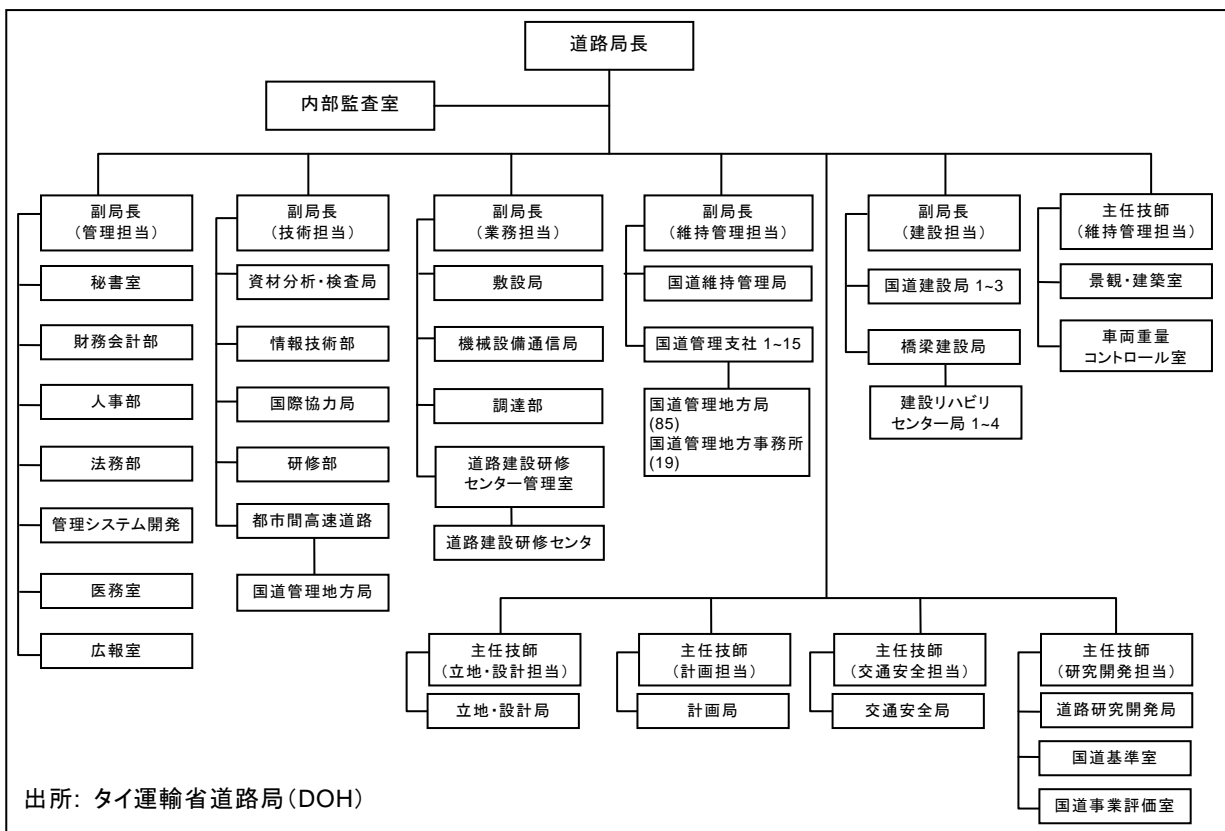 道路局長
内部監査室
副局長
（管理担当）
秘書室
財務会計部
人事部
法務部
管理システム開発
医務室
広報室
副局長
（技術担当）
資材分析・検査局
情報技術部
国際協力局
研修部
都市間高速道路
国道管理地方局
副局長
（業務担当）
敷設局
機械設備通信局
調達部
道路建設研修
センター管理室
道路建設研修センタ
副局長
（維持管理担当）
国道維持管理局
国道管理支社 1~15
国道管理地方局
(85)
国道管理地方事務所
(19)
副局長
（建設担当）
国道建設局 1~3
橋梁建設局
建設リハビリ
センター局 1~4
主任技師
（維持管理担当）
景観・建築室
車両重量
コントロール室
主任技師
（立地・設計担当）
立地・設計局
主任技師
（計画担当）
計画局
主任技師
（交通安全担当）
交通安全局
主任技師
（研究開発担当）
道路研究開発局
国道基準室
国道事業評価室
出所: タイ運輸省道路局（DOH）